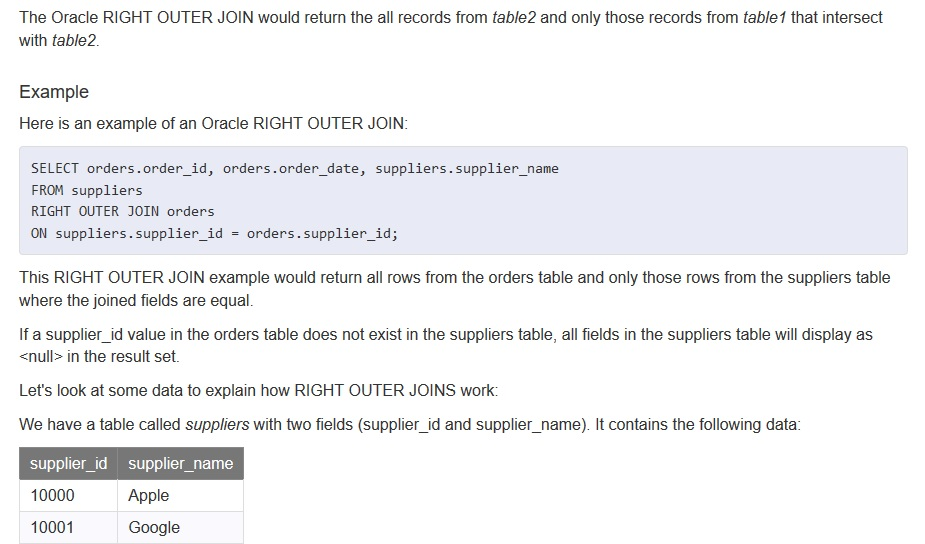 The Oracle RIGHT OUTER JOIN would return the all records from table2 and only those records from table1 that intersect
with table2.
Example
Here is an example of an Oracle RIGHT OUTER JOIN:
SELECT orders.order_id, orders.order_date, suppliers.supplier_name
FROM suppliers
RIGHT OUTER JOIN orders
ON suppliers.supplier_id = orders.supplier_id;
This RIGHT OUTER JOIN example would return all rows from the orders table and only those rows from the suppliers table
where the joined fields are equal.
If a supplier_id value in the orders table does not exist in the suppliers table, all fields in the suppliers table will display as
<null> in the result set.
Let's look at some data to explain how RIGHT OUTER JOINS work:
We have a table called suppliers with two fields (supplier_id and supplier_name). It contains the following data:
supplier_id supplier_name
10000 Apple
10001 Google